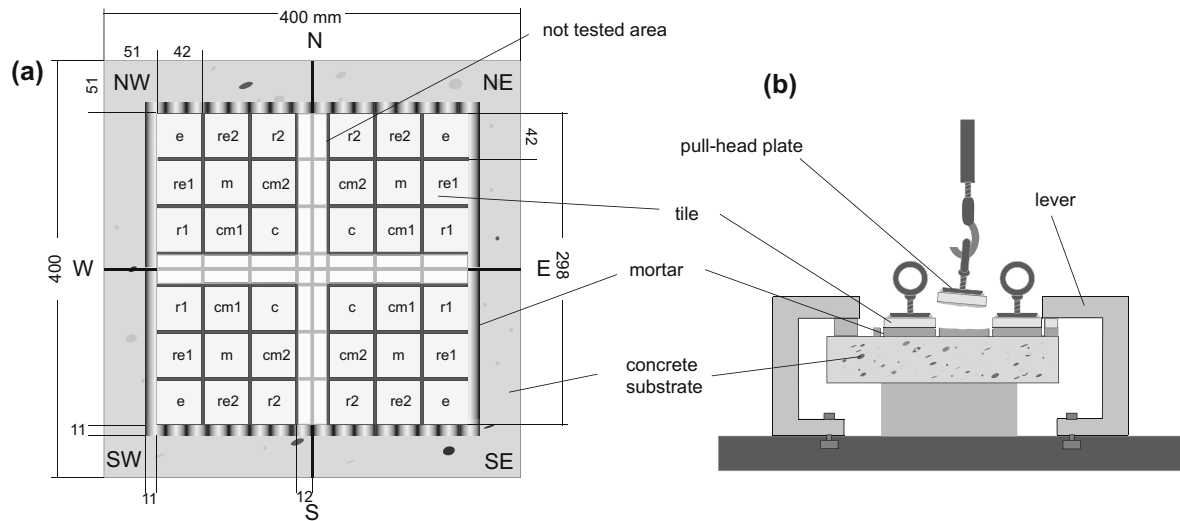 400 mm
N
not tested area
51
42
(a)
51
NW
NE
(b)
e re2 r2 r2 re2 e
42
pull-head plate
re1 m cm2 cm2 m re1
tile
lever
r1 cm1 c c cm1 r1
400
W
E
298
mortar
r1 cm1 c c cm1 r1
re1 m cm2 cm2 m re1
concrete
substrate
e re2 r2 r2 re2 e
11
SW
SE
11
12
S